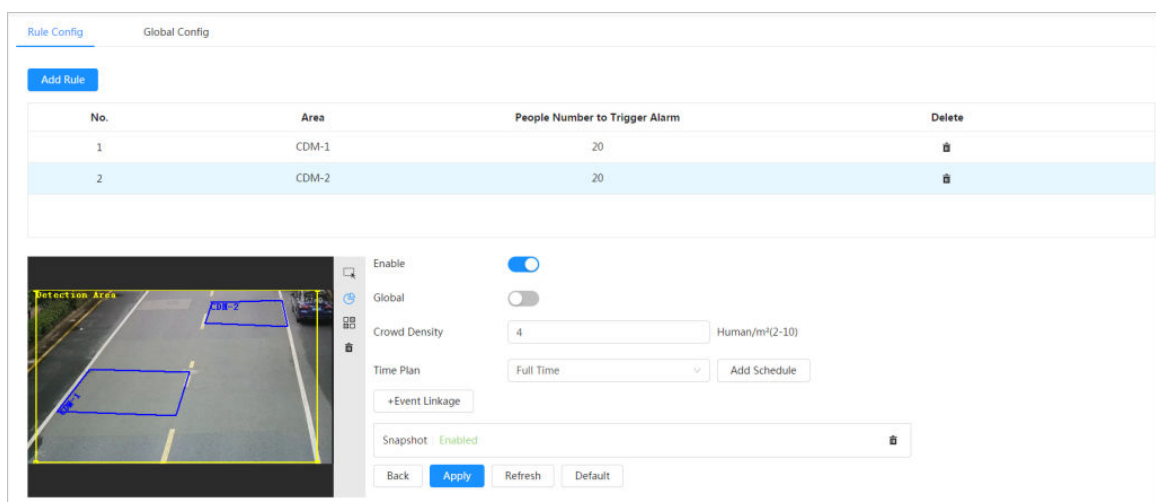 Rule Config Global Config
Add Rule
No. Area People Number to Trigger Alarm Delete
1 CDM-1 20
2 CDM-2 20
Detection Area
CDM-2
CDM-1
Enable
Global
Crowd Density 4 Human/m²(2-10)
Time Plan Full Time Add Schedule
+Event Linkage
Snapshot Enabled
Back Apply Refresh Default